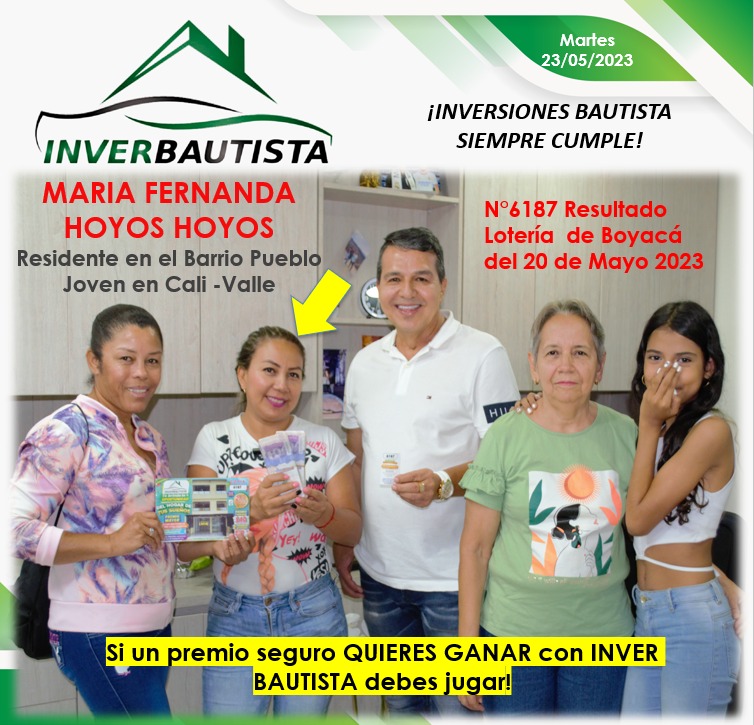 Martes
23/05/2023
INVERBAUTISTA
¡INVERSIONES BAUTISTA
SIEMPRE CUMPLE!
MARIA FERNANDA
HOYOS HOYOS
Residente en el Barrio Pueblo
Joven en Cali -Valle
N°6187 Resultado
Lotería de Boyacá
del 20 de Mayo 2023
Yey!
Si un premio seguro QUIERES GANAR con INVER
BAUTISTA debes jugar!